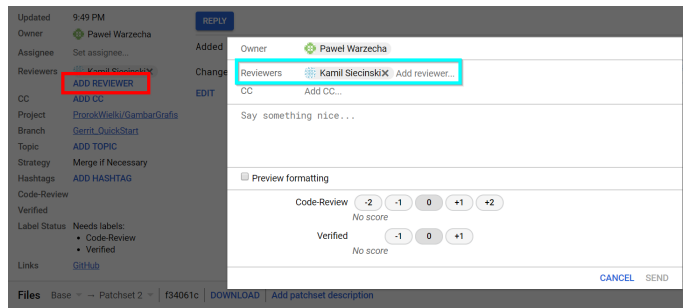 Updated 9:49 PM
REPLY
Owner Paweł Warzecha
Assignee Set assignee...
Added
Reviewers Kamil Siecinski X
Change
ADD REVIEWER
CC ADD CC
EDIT
Project ProrokWielki/GambarGrafis
Branch Gerrit_QuickStart
Topic ADD TOPIC
Strategy Merge if Necessary
Hashtags ADD HASHTAG
Code-Review
Verified
Label Status Needs labels:
• Code-Review
• Verified
Links GitHub
Owner Paweł Warzecha
Reviewers Kamil Siecinski X Add reviewer...
CC Add CC...
Say something nice...
Preview formatting
Code-Review -2 -1 0 +1 +2
No score
Verified -1 0 +1
No score
CANCEL SEND
Files Base → Patchset 2 f34061c DOWNLOAD Add patchset description